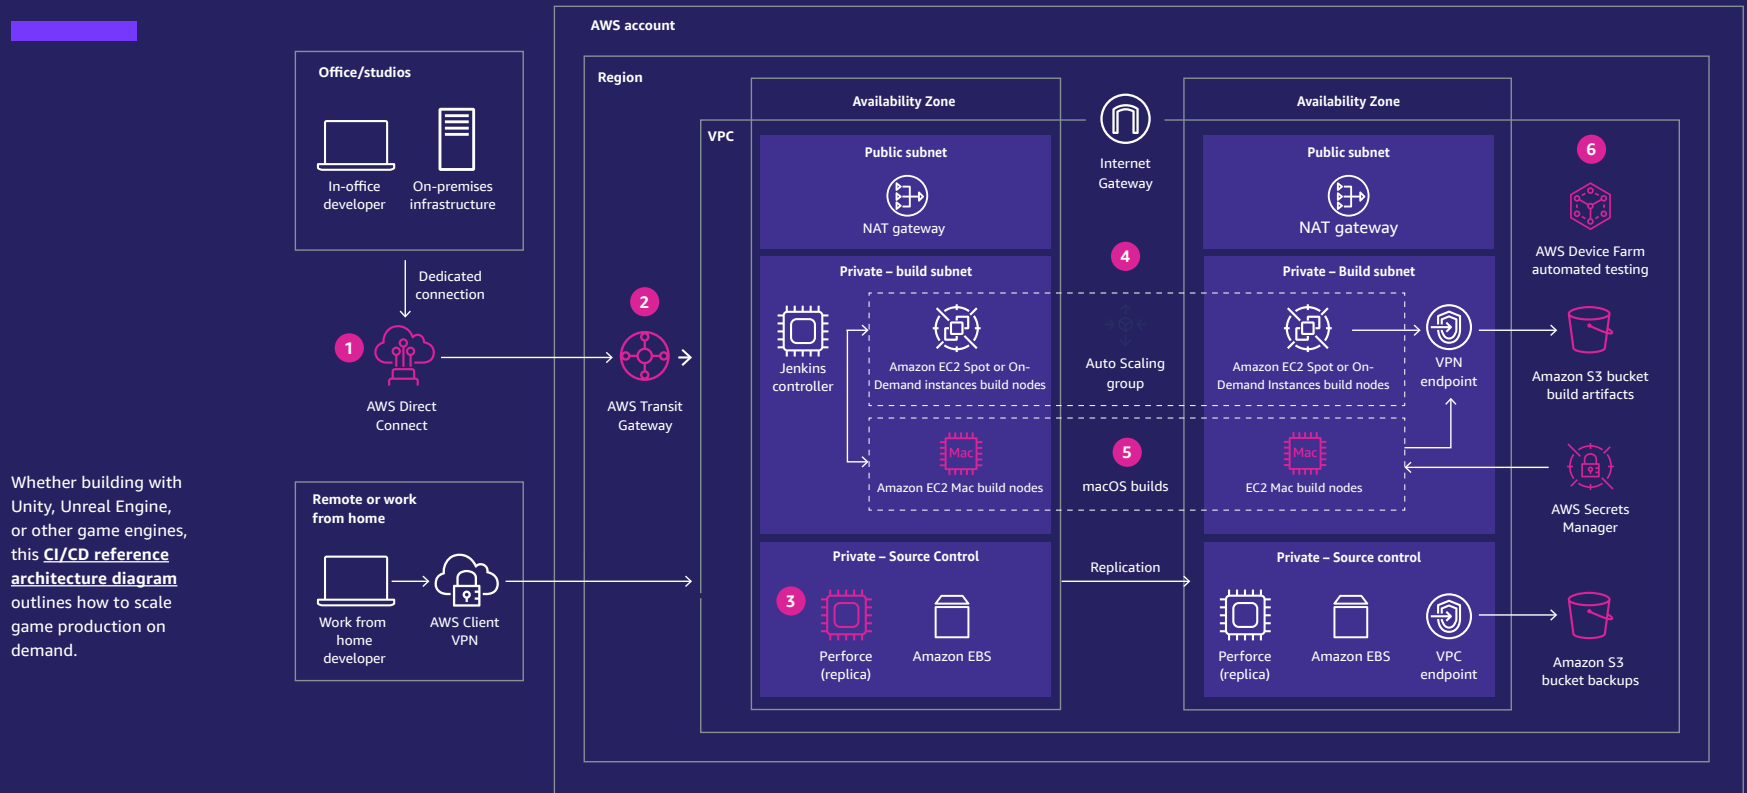 AWS account
Region
Office/studios
In-office
developer
On-premises
infrastructure
Dedicated
connection
1
AWS Direct
Connect
2
AWS Transit
Gateway
Whether building with
Unity, Unreal Engine,
or other game engines,
this CI/CD reference
architecture diagram
outlines how to scale
game production on
demand.
Remote or work
from home
Work from
home
developer
AWS Client
VPN
VPC
Availability Zone
Public subnet
NAT gateway
Private – build subnet
Jenkins
controller
Amazon EC2 Spot or On-
Demand instances build nodes
Mac
Amazon EC2 Mac build nodes
Private – Source Control
3
Perforce
(replica)
Amazon EBS
Internet
Gateway
4
Auto Scaling
group
5
macOS builds
Replication
Availability Zone
Public subnet
NAT gateway
Private – Build subnet
Amazon EC2 Spot or On-
Demand Instances build nodes
VPN
endpoint
Mac
EC2 Mac build nodes
Private – Source control
Perforce
(replica)
Amazon EBS
VPC
endpoint
6
AWS Device Farm
automated testing
Amazon S3 bucket
build artifacts
AWS Secrets
Manager
Amazon S3
bucket backups